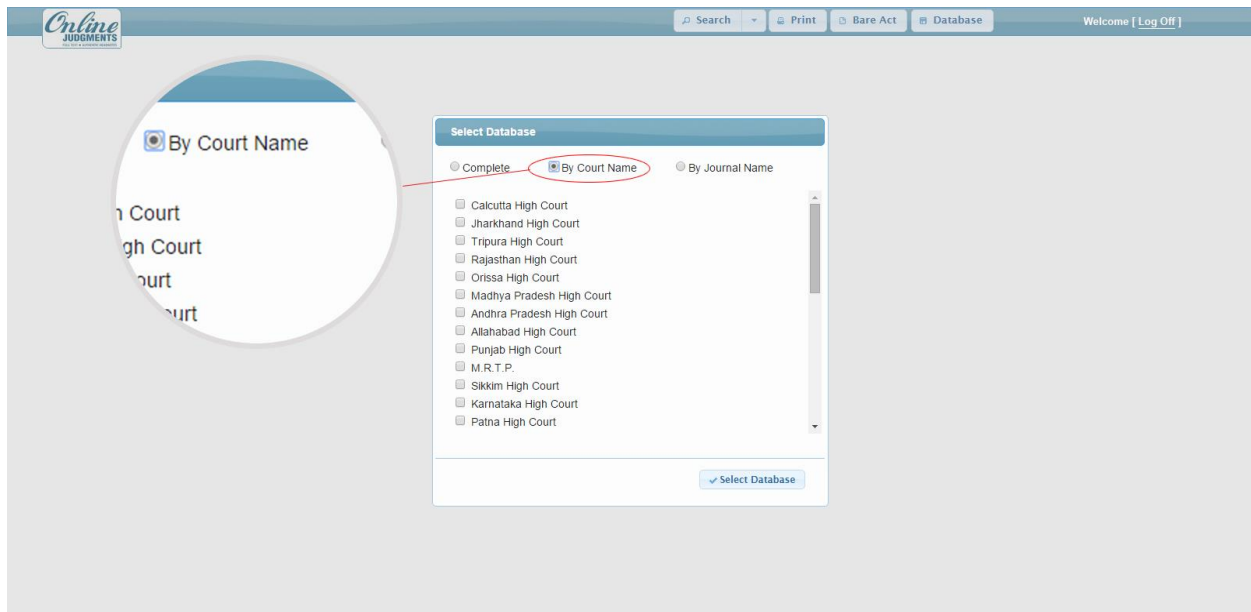 Online
JUDGMENTS
Search
Print
Bare Act
Database
Welcome [ Log Off ]
By Court Name
h Court
gh Court
ourt
ourt
Select Database
Complete
By Court Name
By Journal Name
Calcutta High Court
Jharkhand High Court
Tripura High Court
Rajasthan High Court
Orissa High Court
Madhya Pradesh High Court
Andhra Pradesh High Court
Allahabad High Court
Punjab High Court
M.R.T.P.
Sikkim High Court
Karnataka High Court
Patna High Court
Select Database